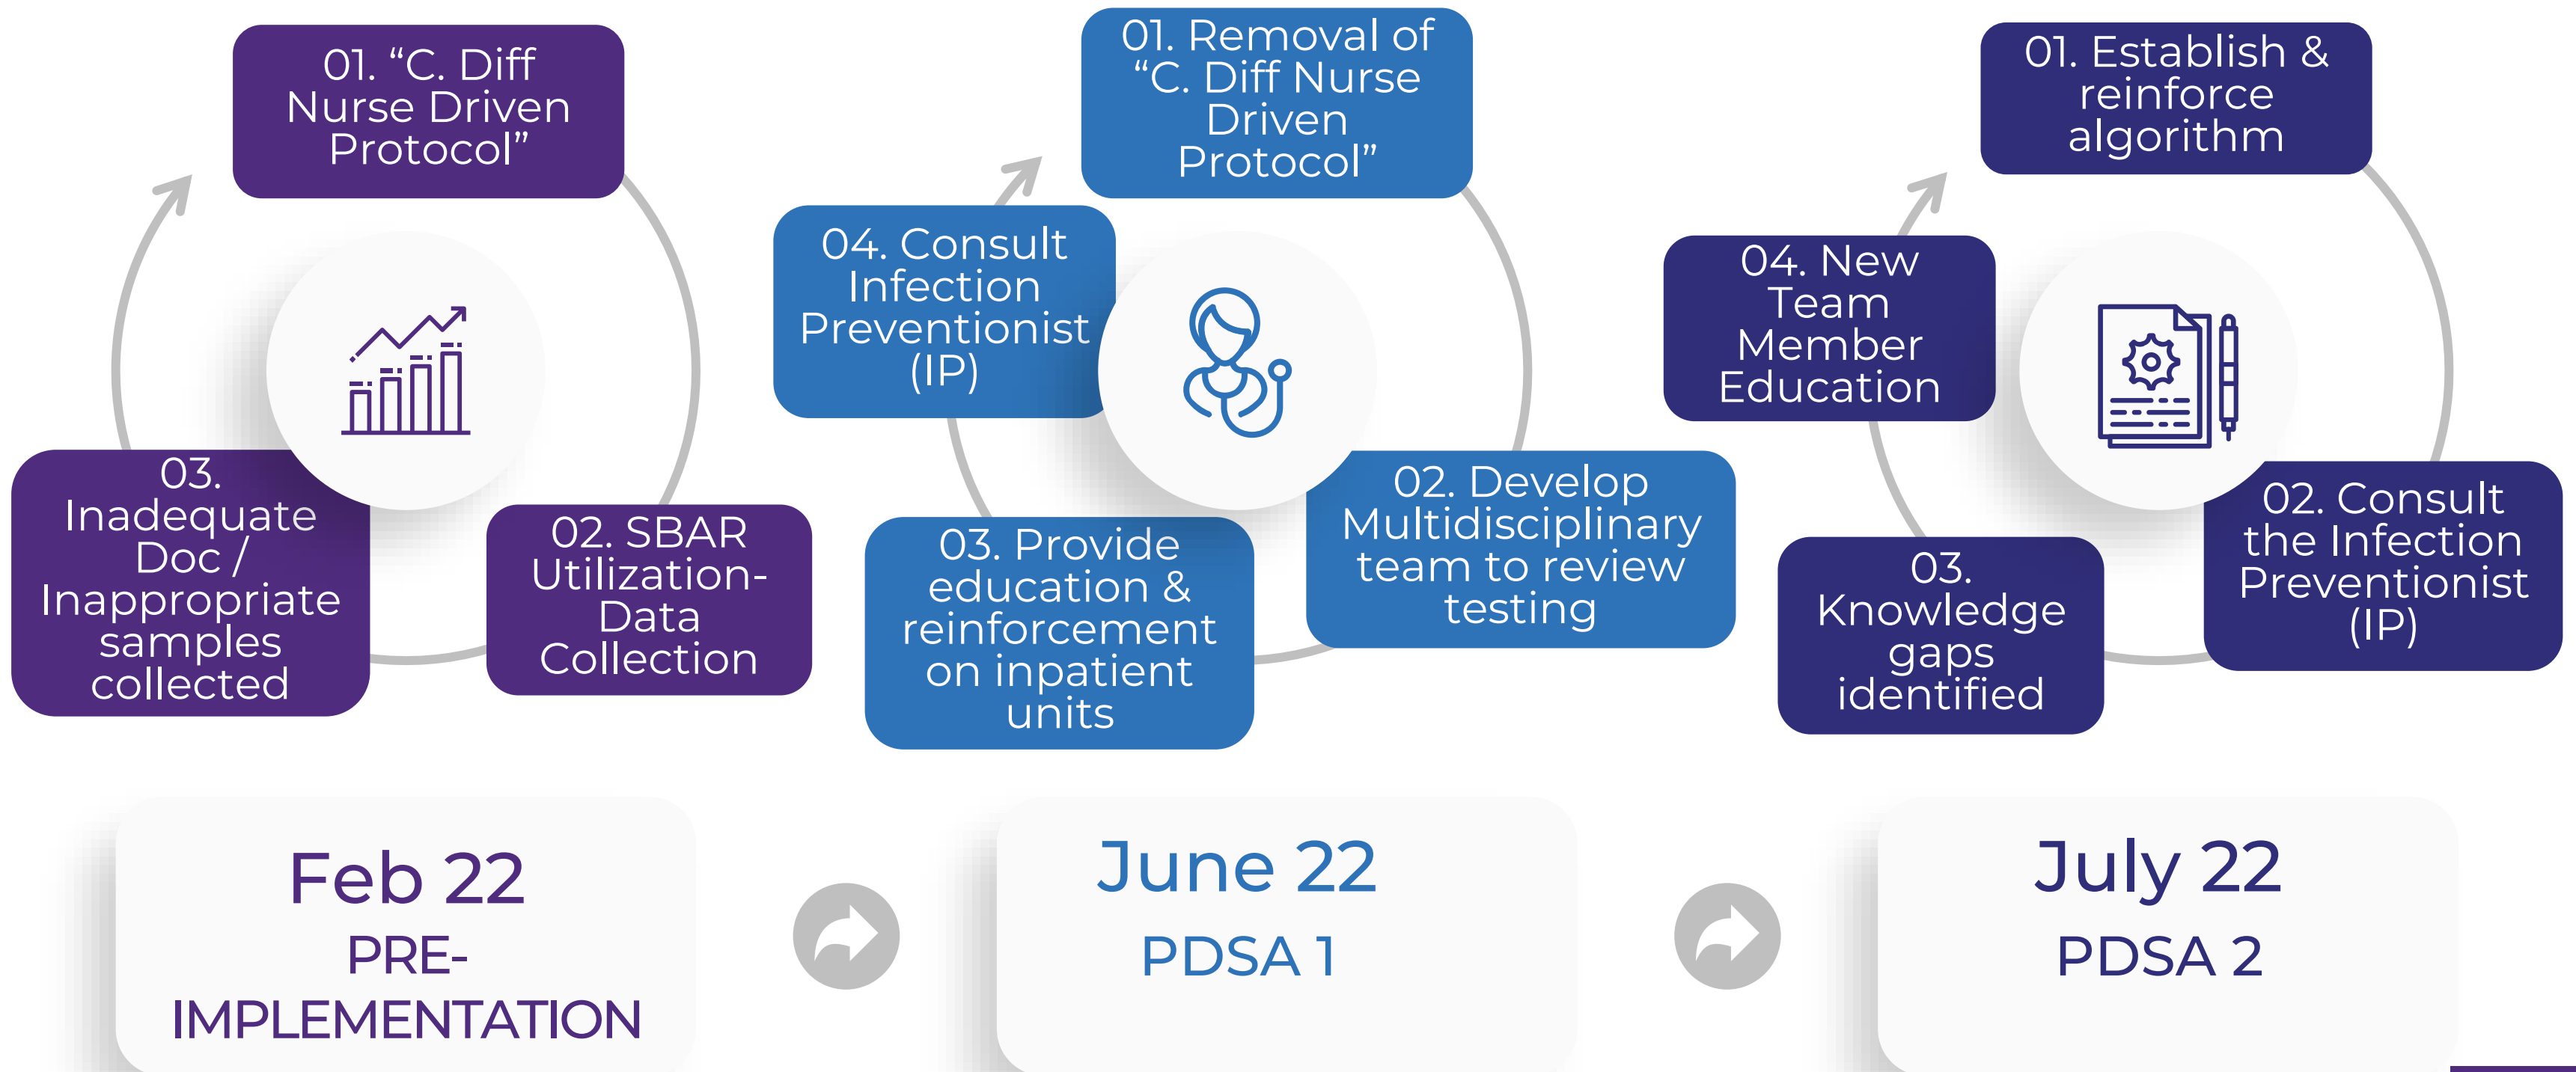 01. “C. Diff
Nurse Driven
Protocol”
02. SBAR
Utilization-
Data
Collection
03.
Inadequate
Doc /
Inappropriate
samples
collected
Feb 22
PRE-
IMPLEMENTATION
01. Removal of
“C. Diff Nurse
Driven
Protocol”
02. Develop
Multidisciplinary
team to review
testing
03. Provide
education &
reinforcement
on inpatient
units
04. Consult
Infection
Preventionist
(IP)
June 22
PDSA 1
01. Establish &
reinforce
algorithm
02. Consult
the Infection
Preventionist
(IP)
03.
Knowledge
gaps
identified
04. New
Team
Member
Education
July 22
PDSA 2